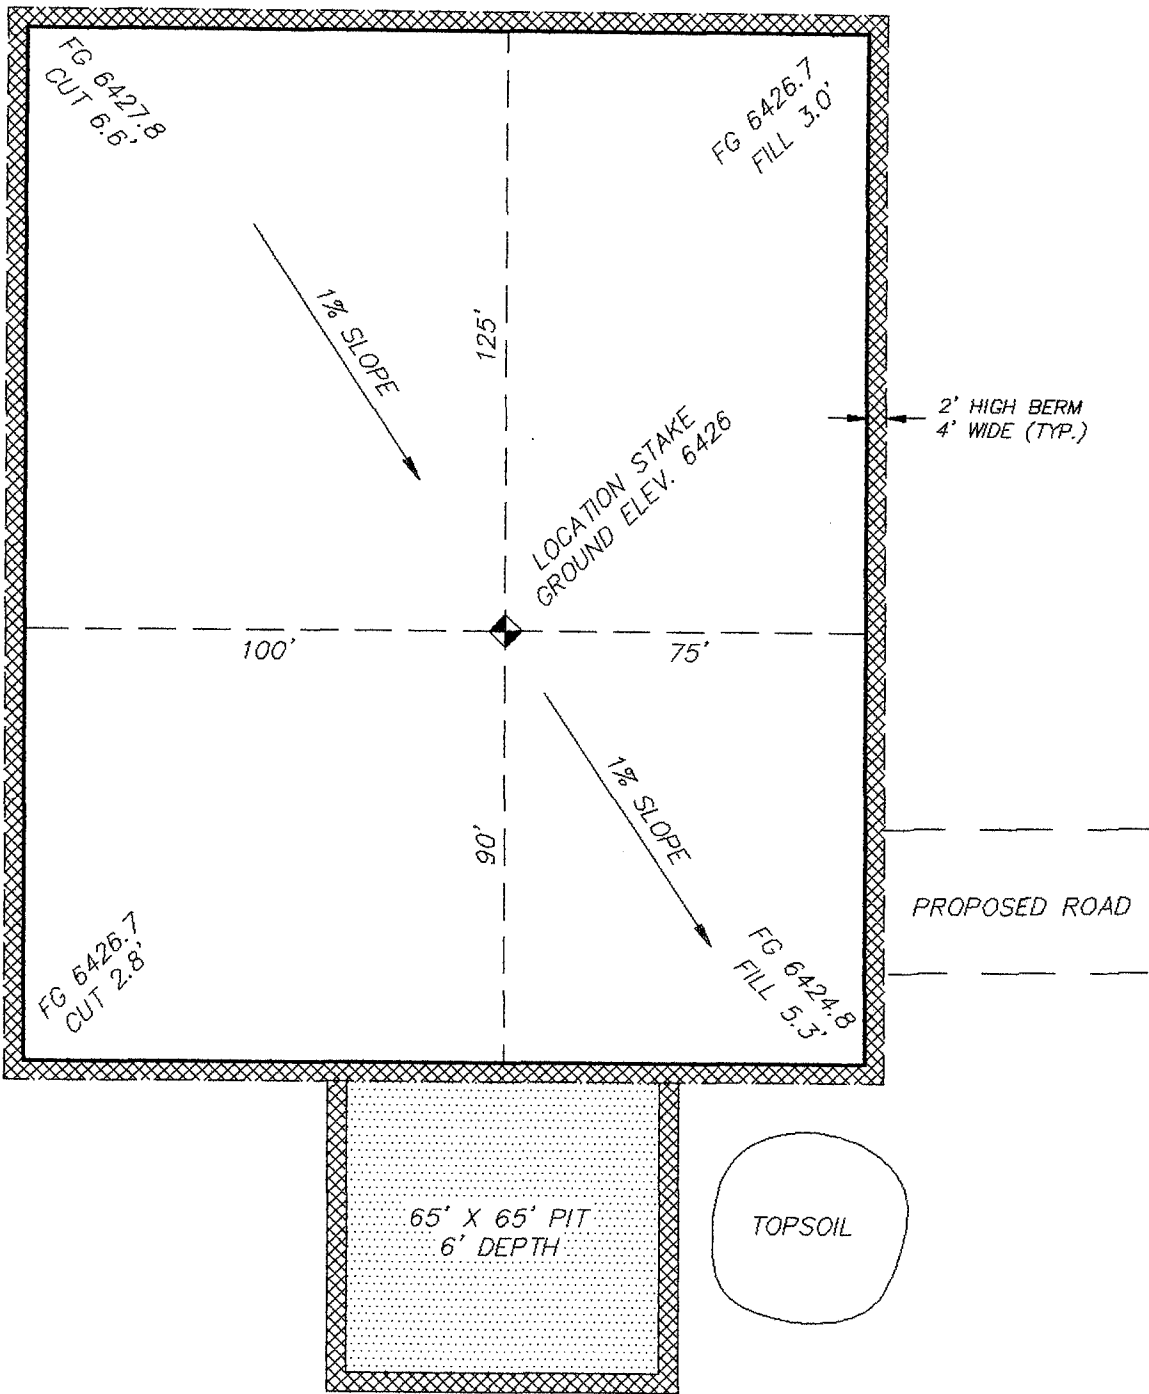 FG 6427.8
CUT 6.6'
FG 6426.7
FILL 3.0'
1% SLOPE
125'
2' HIGH BERM
4' WIDE (TYP.)
LOCATION STAKE
GROUND ELEV. 6426
100'
75'
1% SLOPE
90'
PROPOSED ROAD
FG 6426.7
CUT 2.8'
FG 6424.8
FILL 5.3'
65' X 65' PIT
6' DEPTH
TOPSOIL